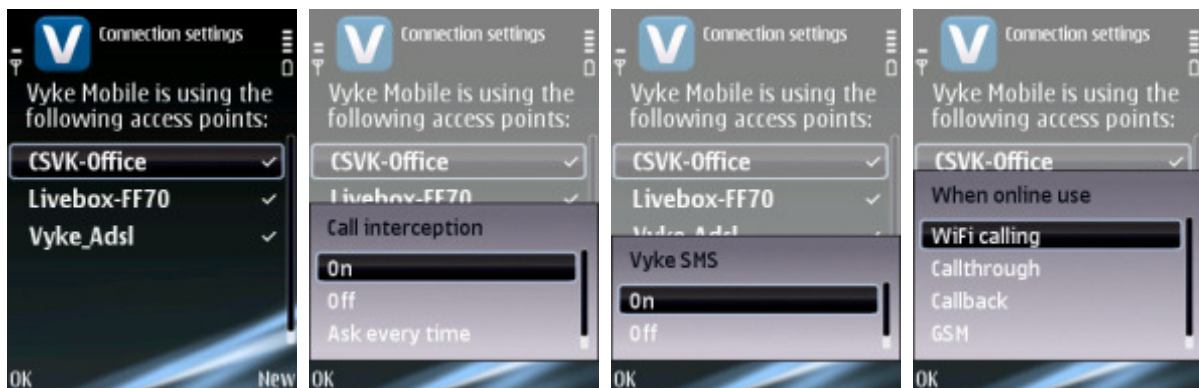 Connection settings
Vyke Mobile is using the
following access points:
CSVK-Office
Livebox-FF70
Vyke_Adsl
OK New
Connection settings
Vyke Mobile is using the
following access points:
CSVK-Office
Livebox-FF70
Call interception
On
Off
Ask every time
OK
Connection settings
Vyke Mobile is using the
following access points:
CSVK-Office
Livebox-FF70
Vyke_Adsl
Vyke SMS
On
Off
OK
Connection settings
Vyke Mobile is using the
following access points:
CSVK-Office
When online use
WiFi calling
Callthrough
Callback
GSM
OK